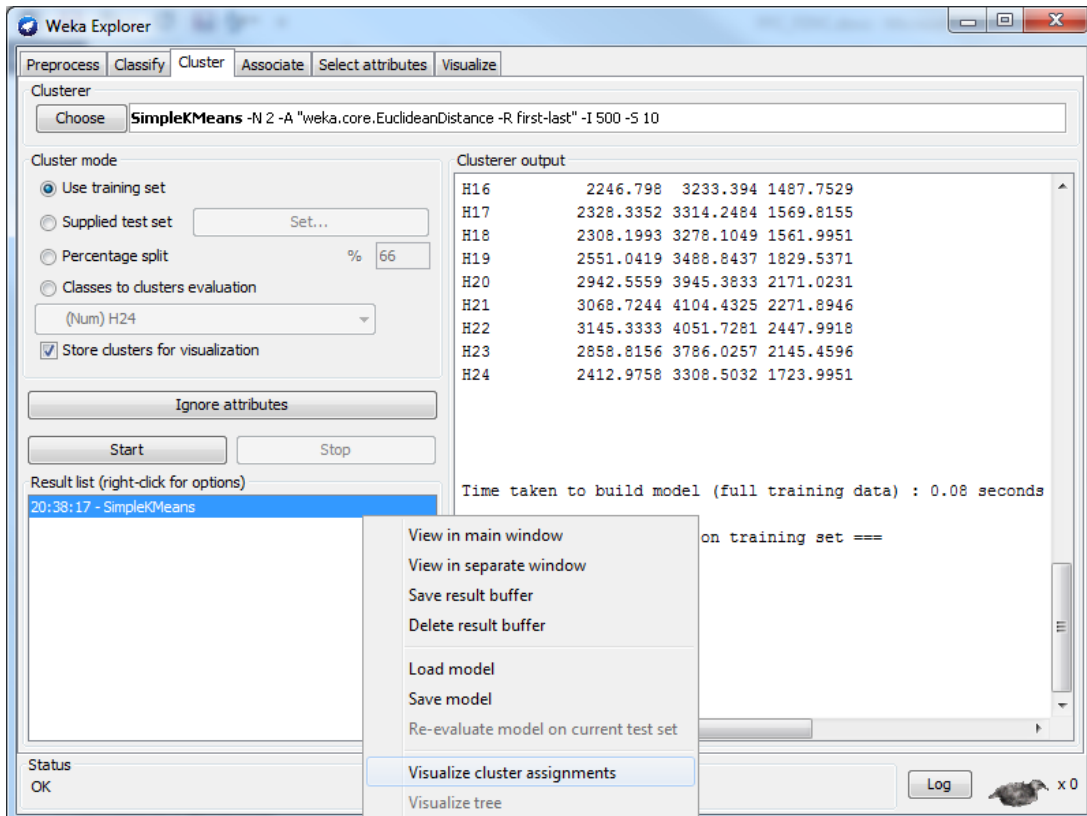 Weka Explorer
Preprocess Classify Cluster Associate Select attributes Visualize
Clusterer
Choose SimpleKMeans -N 2 -A "weka.core.EuclideanDistance -R first-last" -I 500 -S 10
Cluster mode
Use training set
Supplied test set Set...
Percentage split % 66
Classes to clusters evaluation
(Num) H24
Store clusters for visualization
Ignore attributes
Start Stop
Result list (right-click for options)
20:38:17 - SimpleKMeans
Clusterer output
H16 2246.798 3233.394 1487.7529
H17 2328.3352 3314.2484 1569.8155
H18 2308.1993 3278.1049 1561.9951
H19 2551.0419 3488.8437 1829.5371
H20 2942.5559 3945.3833 2171.0231
H21 3068.7244 4104.4325 2271.8946
H22 3145.3333 4051.7281 2447.9918
H23 2858.8156 3786.0257 2145.4596
H24 2412.9758 3308.5032 1723.9951
Time taken to build model (full training data) : 0.08 seconds
on training set ===
View in main window
View in separate window
Save result buffer
Delete result buffer
Load model
Save model
Re-evaluate model on current test set
Visualize cluster assignments
Visualize tree
Status
OK
Log x 0